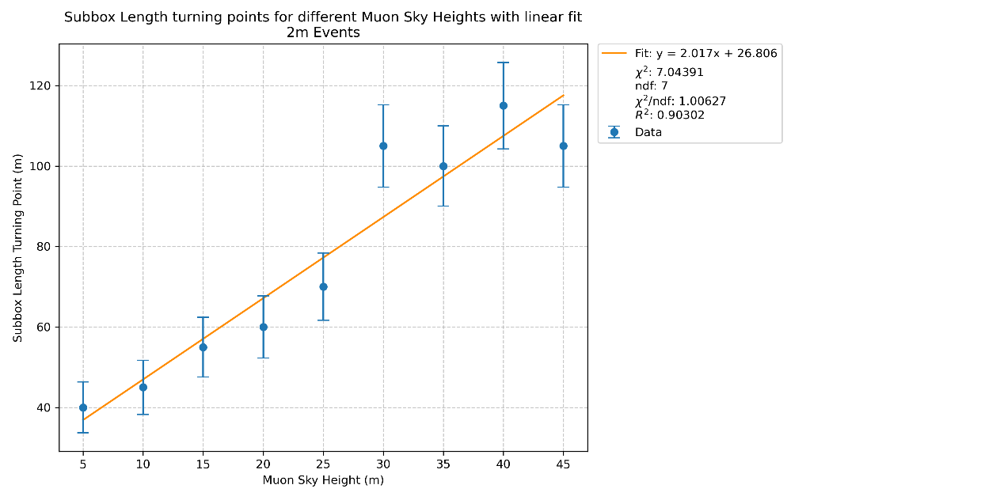 Subbox Length turning points for different Muon Sky Heights with linear fit
2m Events
Subbox Length Turning Point (m)
120
100
80
60
40
5 10 15 20 25 30 35 40 45
Muon Sky Height (m)
Fit: y = 2.017x + 26.806
χ²: 7.04391
ndf: 7
χ²/ndf: 1.00627
R²: 0.90302
Data